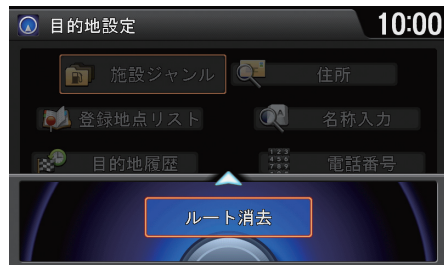 目的地設定
10:00
施設ジャンル
住所
登録地点リスト
名称入力
目的地履歴
電話番号
ルート消去